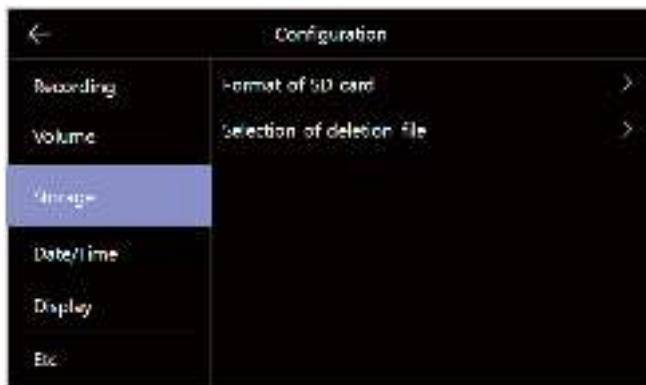 Configuration
Recording
Volume
Storage
Date/Time
Display
Etc
Format of SD card
Selection of deletion file